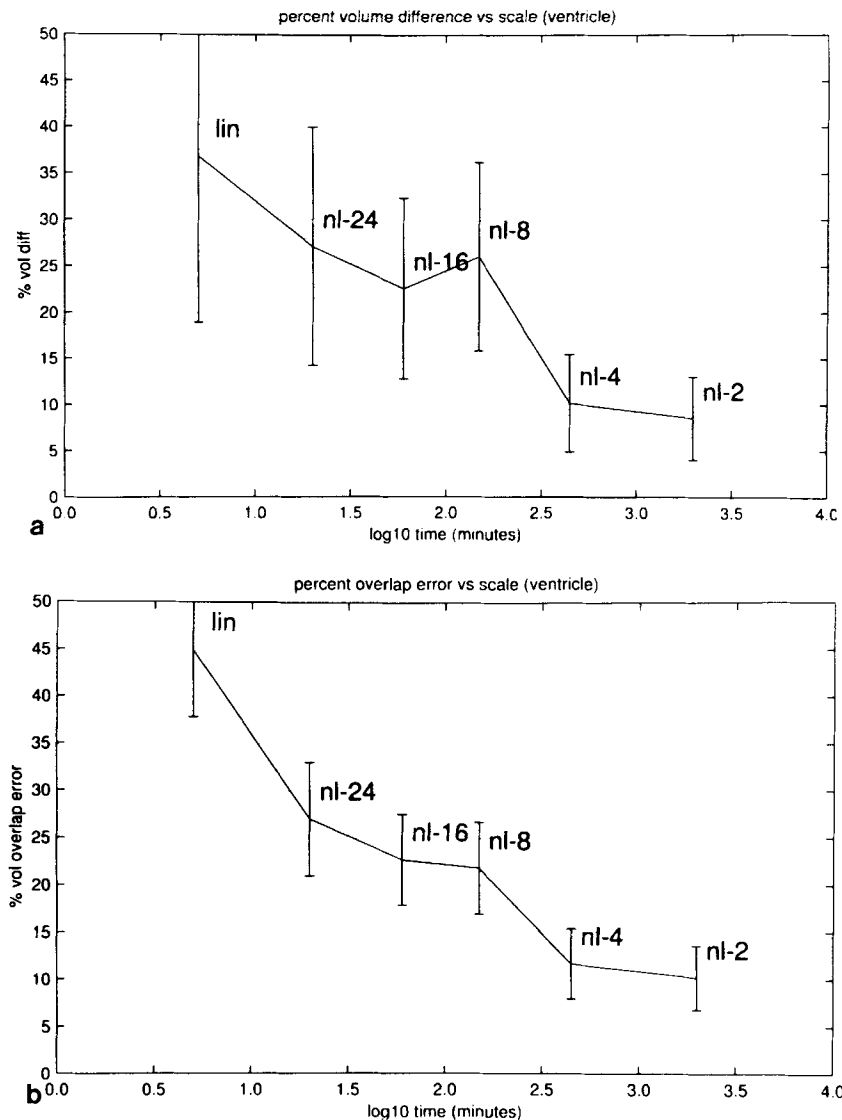 percent volume difference vs scale (ventricle)
50
45
40
35
30
25
20
15
10
5
0
% vol diff
lin
nl-24
nl-16
nl-8
nl-4
nl-2
0.0 0.5 1.0 1.5 2.0 2.5 3.0 3.5 4.0
log10 time (minutes)
a
percent overlap error vs scale (ventricle)
50
45
40
35
30
25
20
15
10
5
0
% vol overlap error
lin
nl-24
nl-16
nl-8
nl-4
nl-2
0.0 0.5 1.0 1.5 2.0 2.5 3.0 3.5 4.0
log10 time (minutes)
b